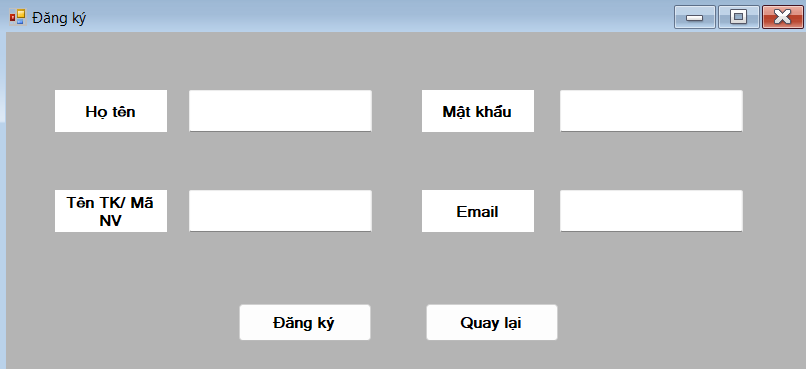 Đăng ký
Họ tên
Mật khẩu
Tên TK/ Mã
NV
Email
Đăng ký
Quay lại